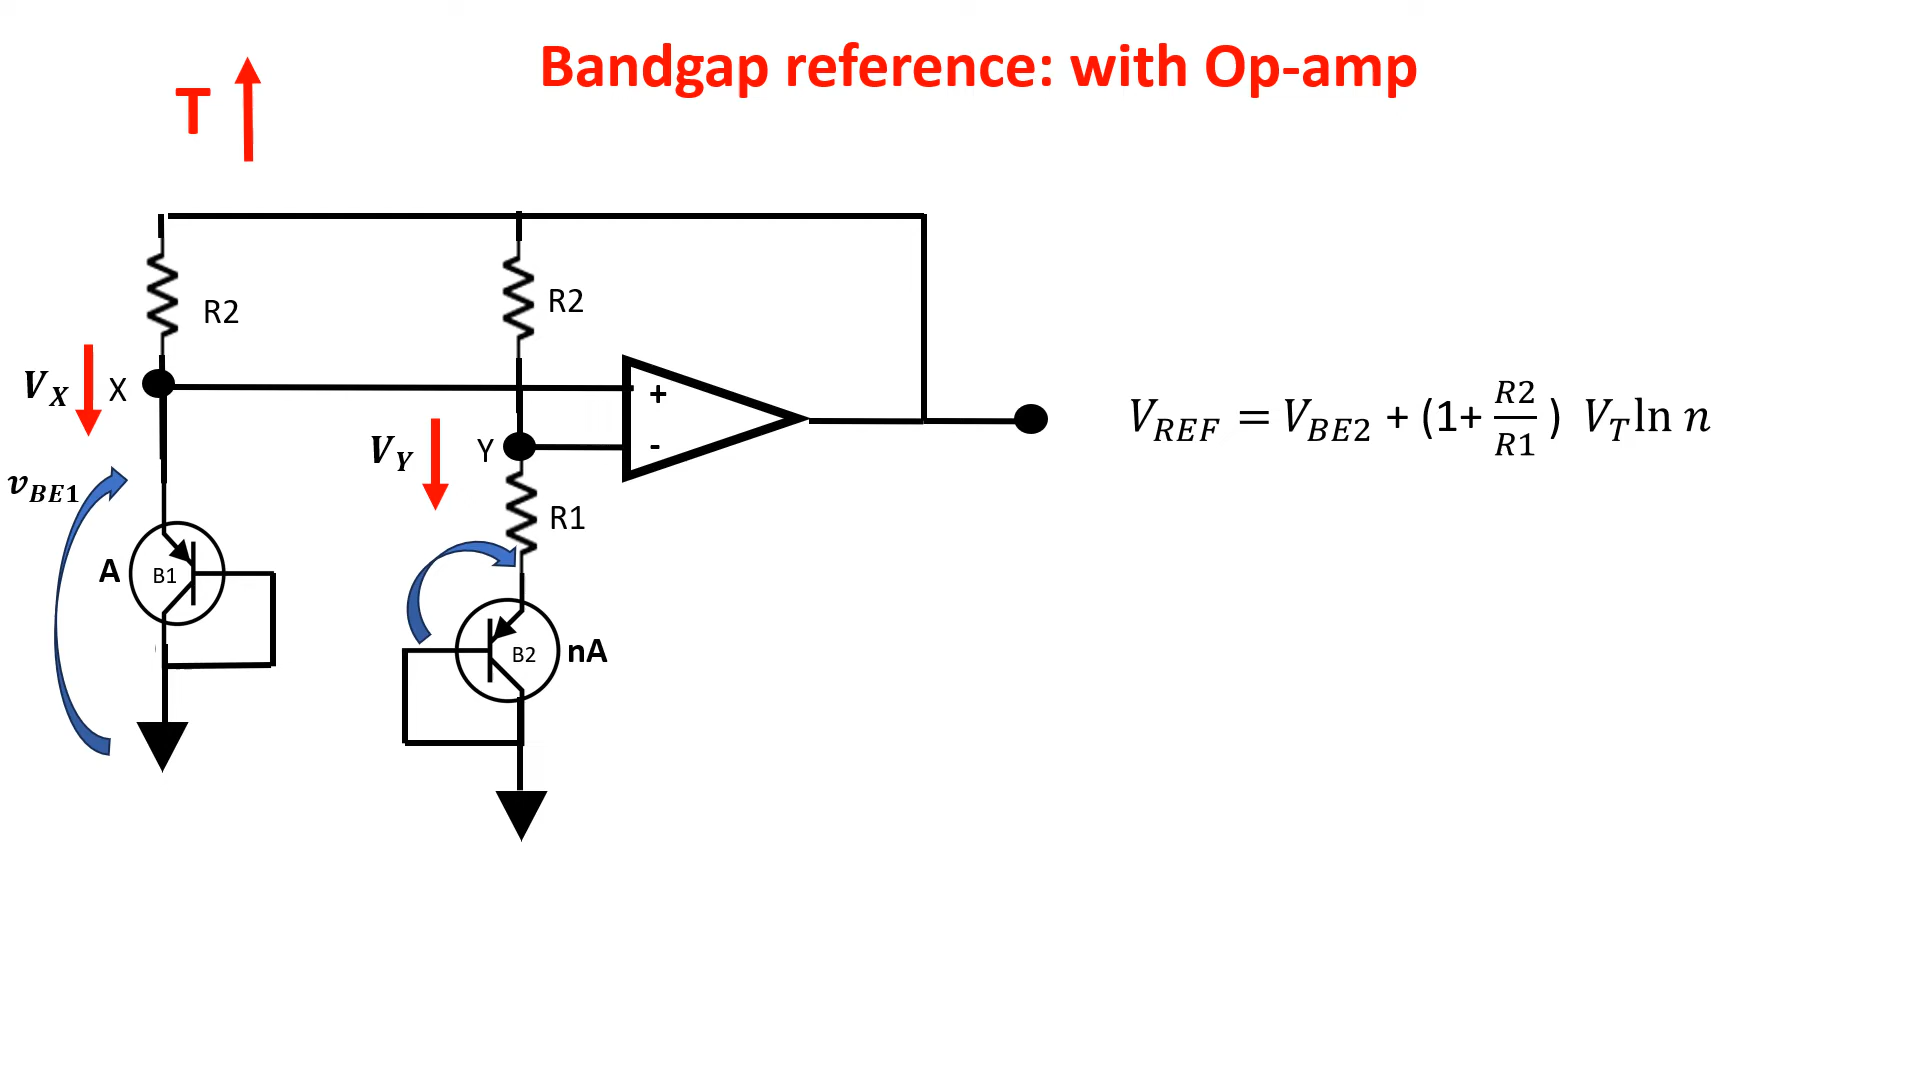 Bandgap reference: with Op-amp
T
R2
R2
V_X X
+
V_Y Y
-
V_REF = V_BE2 + (1+ R2/R1 ) V_T ln n
v_BE1
R1
A B1
B2 nA